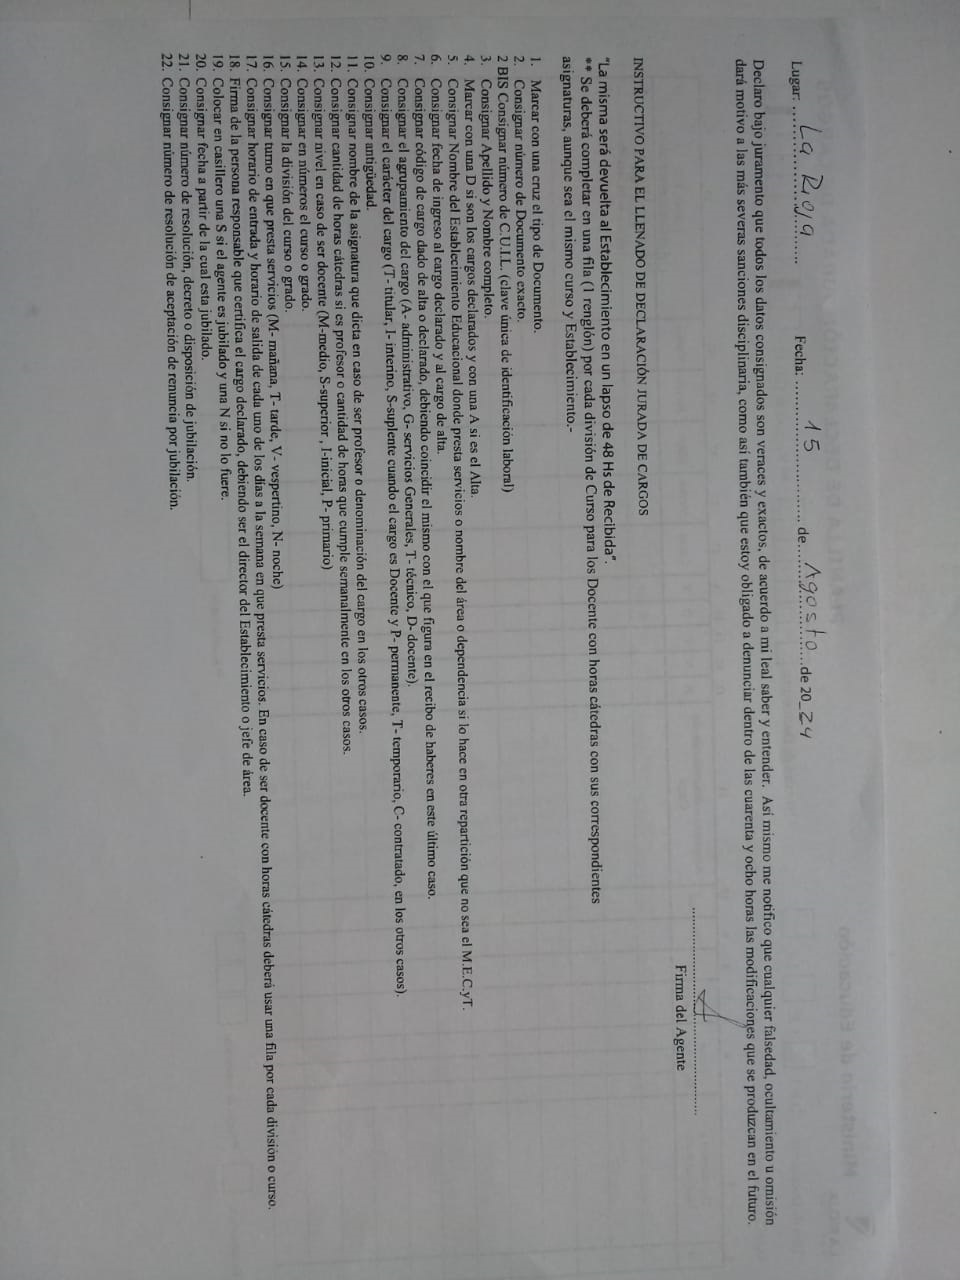 Lugar: La Rioja Fecha: 15 de Agosto de 20 24
Declaro bajo juramento que todos los datos consignados son veraces y exactos, de acuerdo a mi leal saber y entender. Así mismo me notifico que cualquier falsedad, ocultamiento u omisión
dará motivo a las más severas sanciones disciplinaria, como así también que estoy obligado a denunciar dentro de las cuarenta y ocho horas las modificaciones que se produzcan en el futuro.
Firma del Agente
INSTRUCTIVO PARA EL LLENADO DE DECLARACIÓN JURADA DE CARGOS
"La misma será devuelta al Establecimiento en un lapso de 48 Hs de Recibida".
** Se deberá completar en una fila (1 renglón) por cada división de Curso para los Docente con horas cátedras con sus correspondientes
asignaturas, aunque sea el mismo curso y Establecimiento.-
1. Marcar con una cruz el tipo de Documento.
2. Consignar número de Documento exacto.
2 BIS Consignar número de C.U.I.L. (clave única de identificación laboral)
3. Consignar Apellido y Nombre completo.
4. Marcar con una D si son los cargos declarados y con una A si es el Alta.
5. Consignar Nombre del Establecimiento Educacional donde presta servicios o nombre del área o dependencia si lo hace en otra repartición que no sea el M.E.C.yT.
6. Consignar fecha de ingreso al cargo declarado y al cargo de alta.
7. Consignar código de cargo dado de alta o declarado, debiendo coincidir el mismo con el que figura en el recibo de haberes en este último caso.
8. Consignar el agrupamiento del cargo (A- administrativo, G- servicios Generales, T- técnico, D- docente).
9. Consignar el carácter del cargo (T- titular, I- interino, S-suplente cuando el cargo es Docente y P- permanente, T- temporario, C- contratado, en los otros casos).
10. Consignar antigüedad.
11. Consignar nombre de la asignatura que dicta en caso de ser profesor o denominación del cargo en los otros casos.
12. Consignar cantidad de horas cátedras si es profesor o cantidad de horas que cumple semanalmente en los otros casos.
13. Consignar nivel en caso de ser docente (M-medio, S-superior , I-inicial, P- primario)
14. Consignar en números el curso o grado.
15. Consignar la división del curso o grado.
16. Consignar turno en que presta servicios (M- mañana, T- tarde, V- vespertino, N- noche)
17. Consignar horario de entrada y horario de salida de cada uno de los días a la semana en que presta servicios. En caso de ser docente con horas cátedras deberá usar una fila por cada división o curso.
18. Firma de la persona responsable que certifica el cargo declarado, debiendo ser el director del Establecimiento o jefe de área.
19. Colocar en casillero una S si el agente es jubilado y una N si no lo fuere.
20. Consignar fecha a partir de la cual esta jubilado.
21. Consignar número de resolución, decreto o disposición de jubilación.
22. Consignar número de resolución de aceptación de renuncia por jubilación.